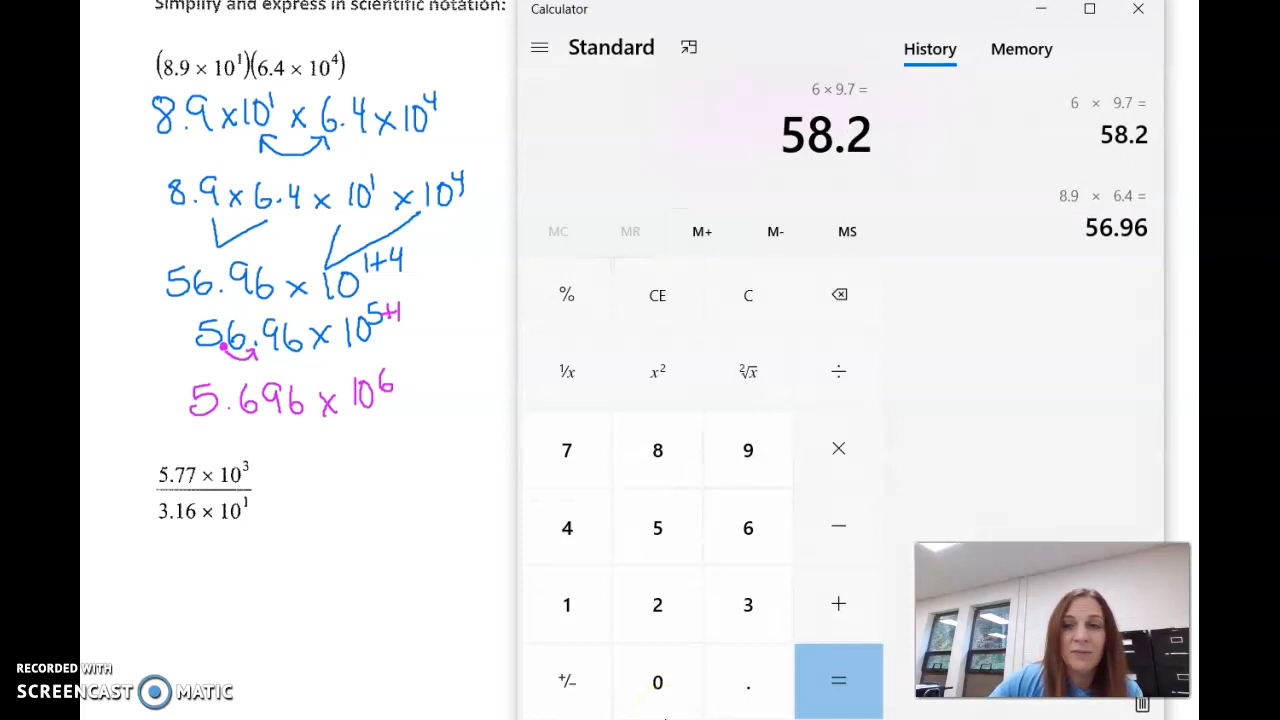 Simplify and express in scientific notation:
(8.9 × 10¹)(6.4 × 10⁴)
8.9 × 10¹ × 6.4 × 10⁴
8.9 × 6.4 × 10¹ × 10⁴
56.96 × 10¹⁺⁴
56.96 × 10⁵⁺¹
5.696 × 10⁶
5.77 × 10³
3.16 × 10¹
RECORDED WITH
SCREENCAST MATIC
Calculator
Standard
6 × 9.7 =
58.2
MC MR M+ M- MS
% CE C
¹/x x² ²√x ÷
7 8 9 ×
4 5 6 −
1 2 3 +
+/− 0 . =
History Memory
6 × 9.7 =
58.2
8.9 × 6.4 =
56.96